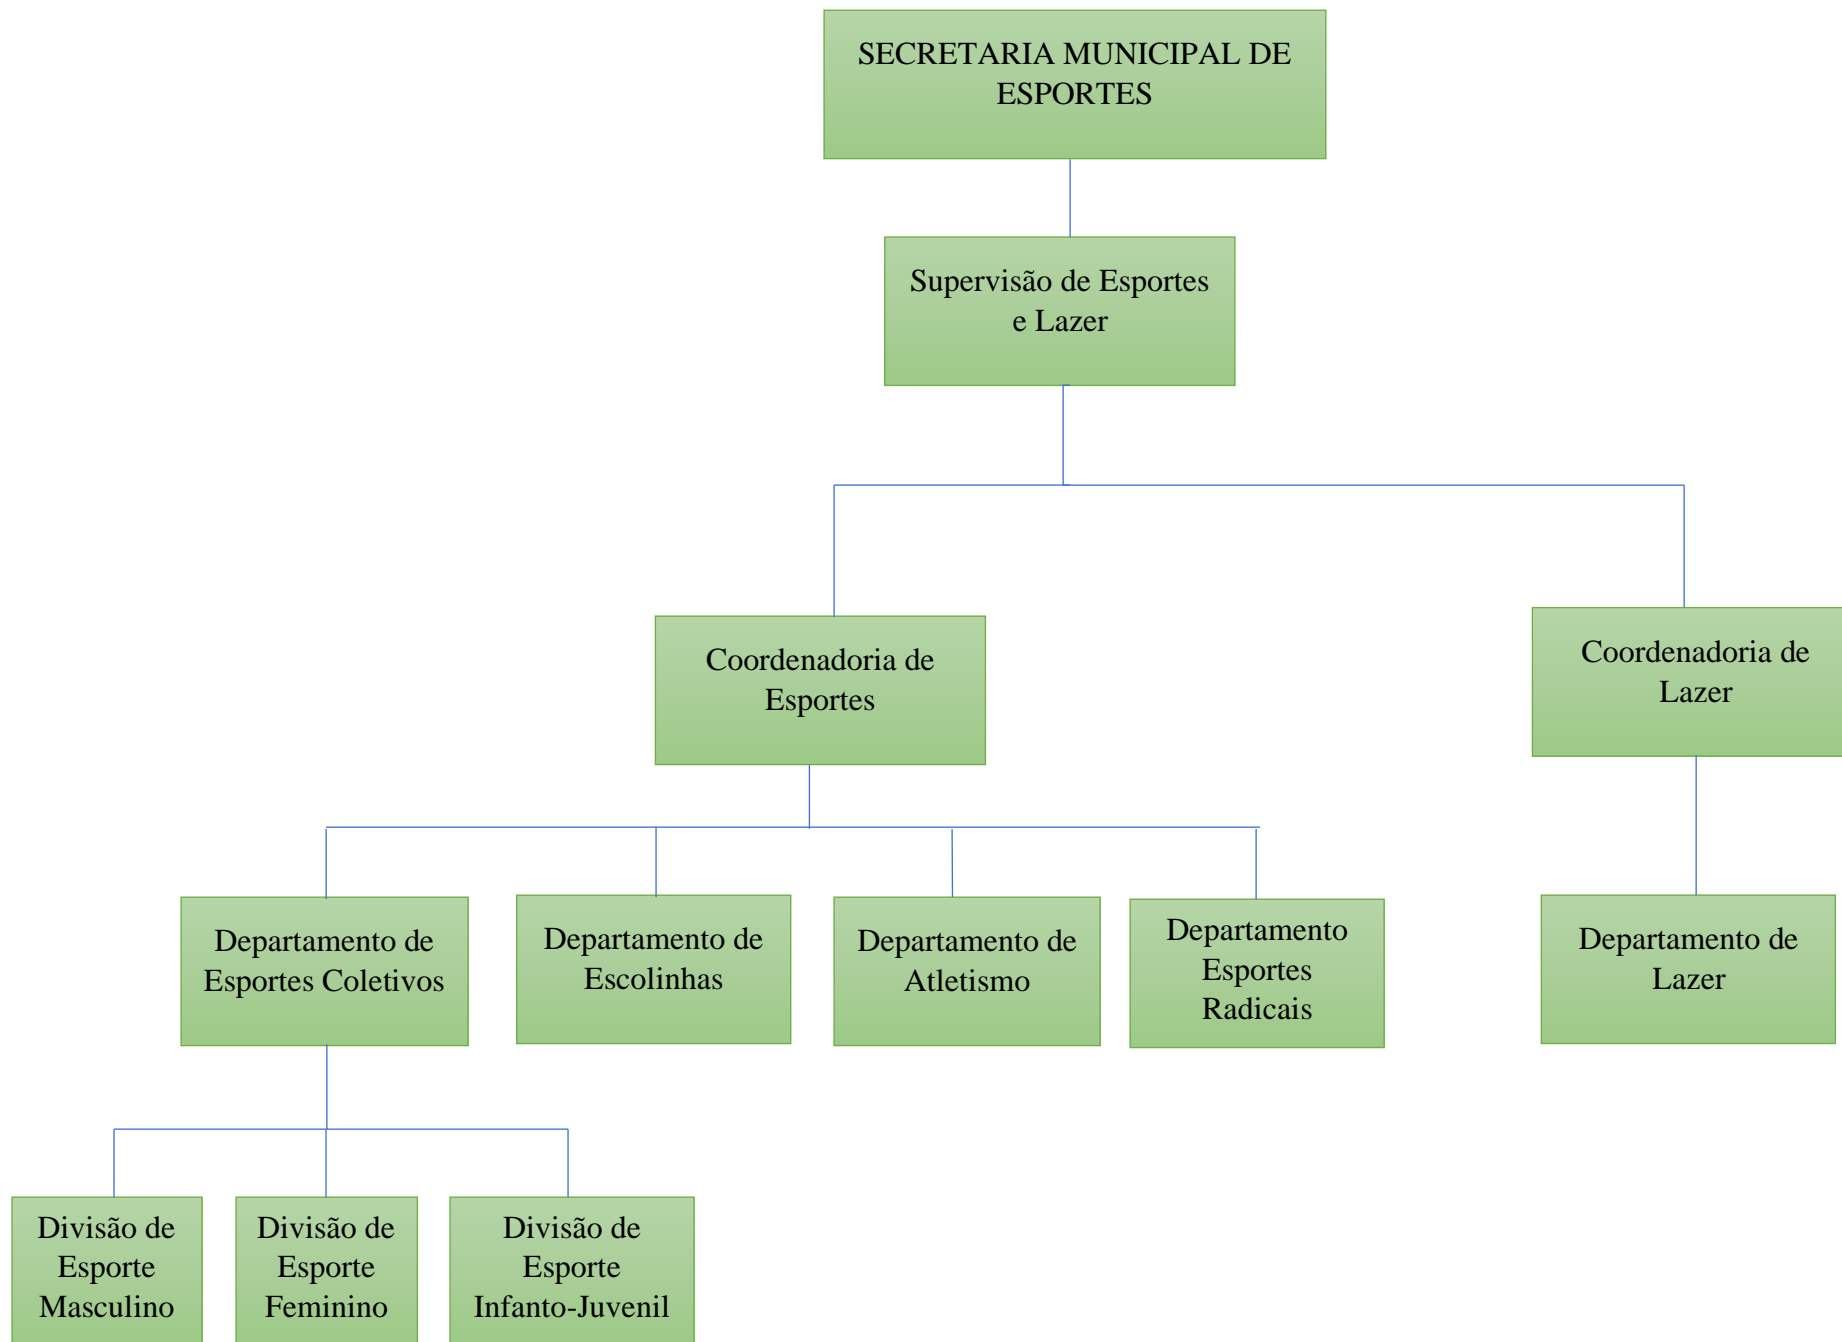 SECRETARIA MUNICIPAL DE
ESPORTES
Supervisão de Esportes
e Lazer
Coordenadoria de
Esportes
Coordenadoria de
Lazer
Departamento de
Esportes Coletivos
Departamento de
Escolinhas
Departamento de
Atletismo
Departamento
Esportes
Radicais
Departamento de
Lazer
Divisão de
Esporte
Masculino
Divisão de
Esporte
Feminino
Divisão de
Esporte
Infanto-Juvenil